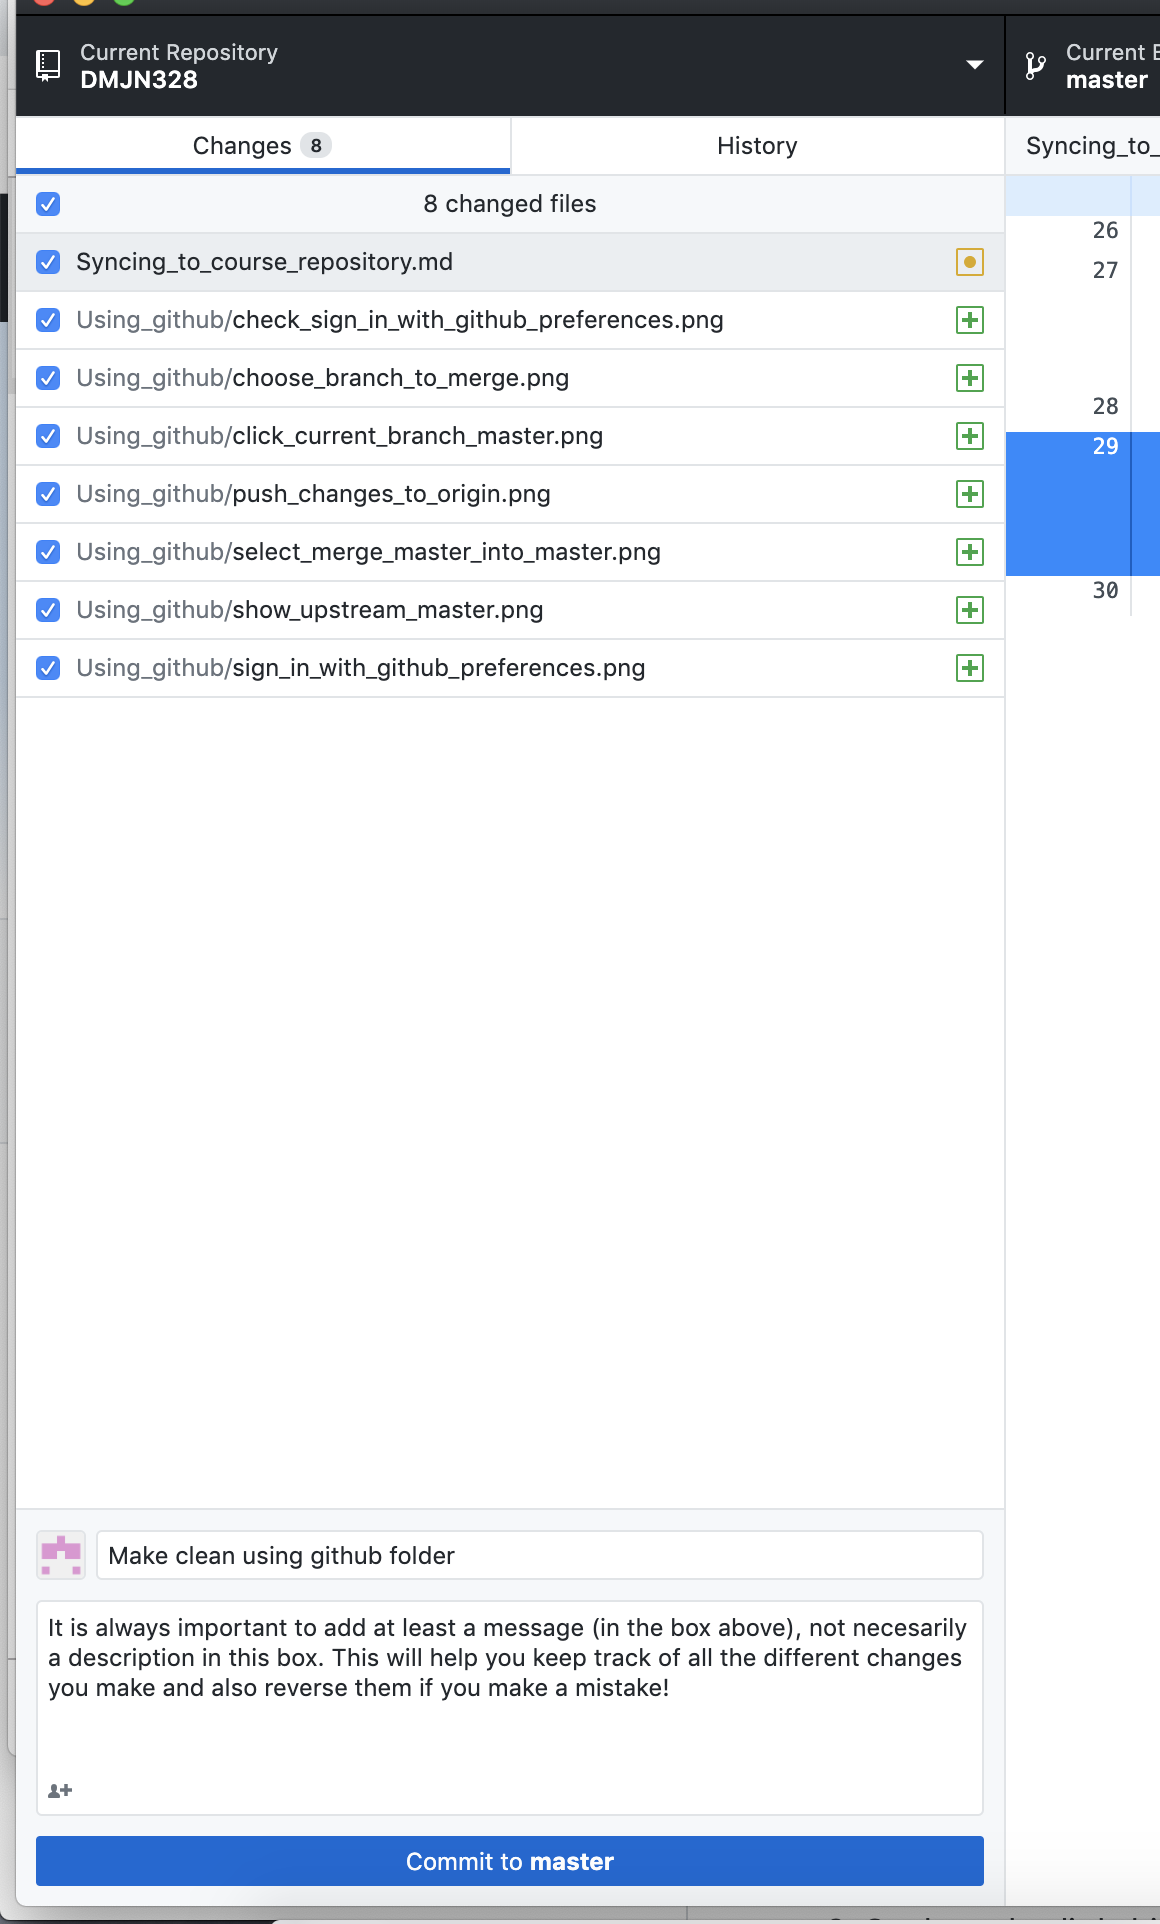 Current Repository
DMJN328
Current
master
Changes 8
History
Syncing_to_
8 changed files
Syncing_to_course_repository.md
Using_github/check_sign_in_with_github_preferences.png
Using_github/choose_branch_to_merge.png
Using_github/click_current_branch_master.png
Using_github/push_changes_to_origin.png
Using_github/select_merge_master_into_master.png
Using_github/show_upstream_master.png
Using_github/sign_in_with_github_preferences.png
26
27
28
29
30
Make clean using github folder
It is always important to add at least a message (in the box above), not necesarily
a description in this box. This will help you keep track of all the different changes
you make and also reverse them if you make a mistake!
Commit to master